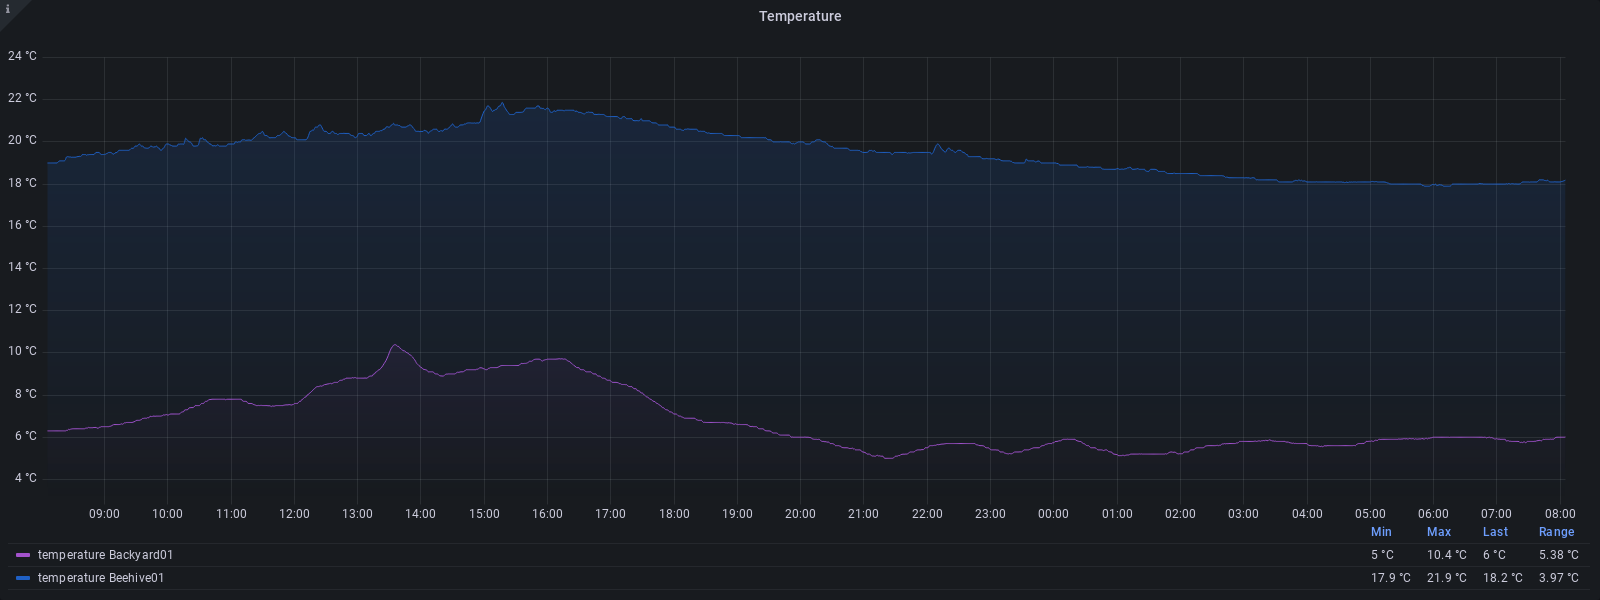 i
Temperature
24 °C
22 °C
20 °C
18 °C
16 °C
14 °C
12 °C
10 °C
8 °C
6 °C
4 °C
09:00 10:00 11:00 12:00 13:00 14:00 15:00 16:00 17:00 18:00 19:00 20:00 21:00 22:00 23:00 00:00 01:00 02:00 03:00 04:00 05:00 06:00 07:00 08:00
Min Max Last Range
temperature Backyard01 5 °C 10.4 °C 6 °C 5.38 °C
temperature Beehive01 17.9 °C 21.9 °C 18.2 °C 3.97 °C